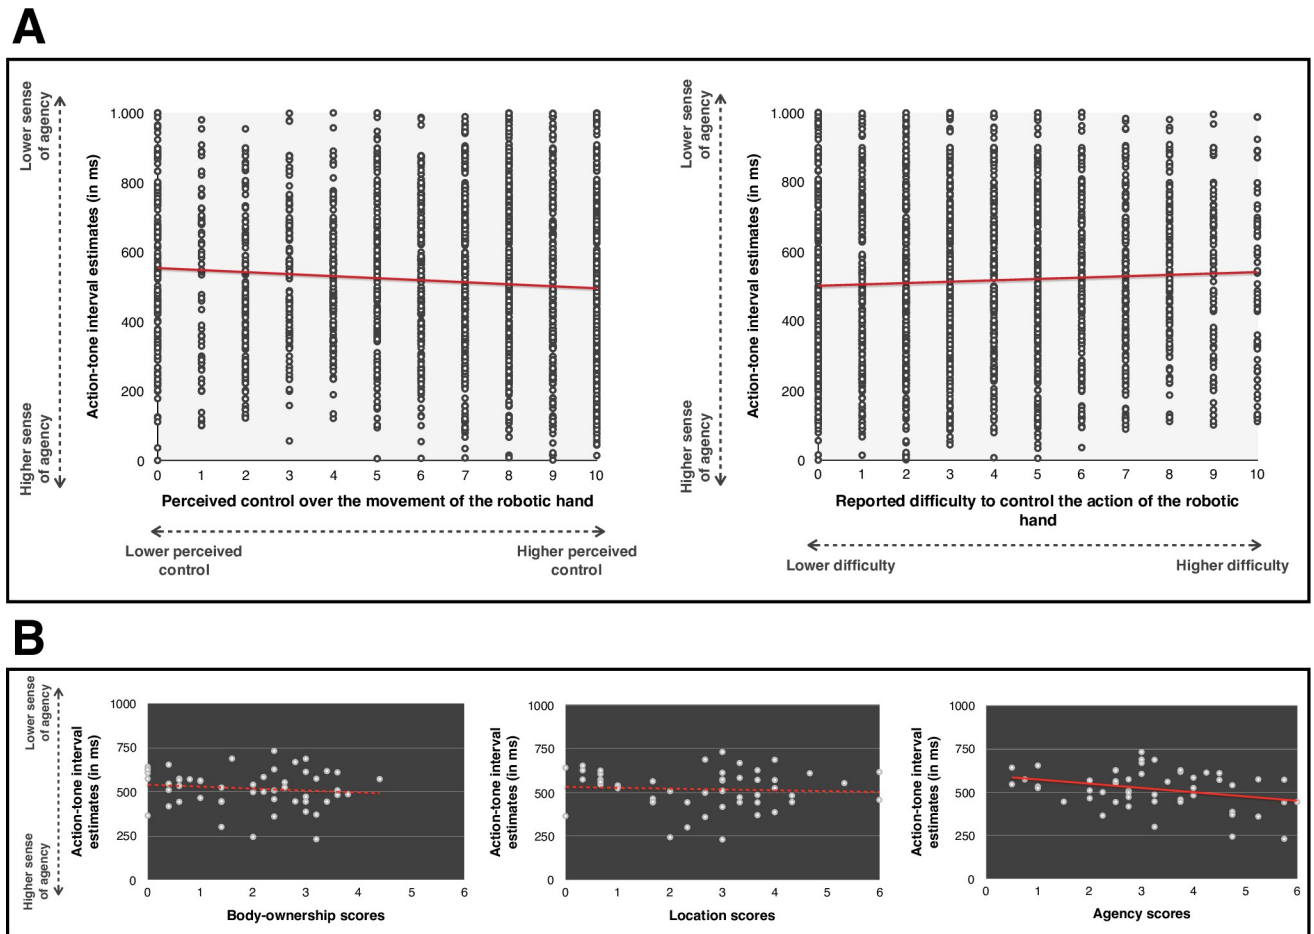 A
Lower sense
of agency
Higher sense
of agency
Action-tone interval estimates (in ms)
1.000
800
600
400
200
0
0 1 2 3 4 5 6 7 8 9 10
Perceived control over the movement of the robotic hand
Lower perceived
control
Higher perceived
control
Lower sense
of agency
Higher sense
of agency
Action-tone interval estimates (in ms)
1.000
800
600
400
200
0
0 1 2 3 4 5 6 7 8 9 10
Reported difficulty to control the action of the robotic
hand
Lower difficulty
Higher difficulty
B
Lower sense
of agency
Higher sense
of agency
Action-tone interval
estimates (in ms)
1000
750
500
250
0
0 1 2 3 4 5 6
Body-ownership scores
Action-tone interval
estimates (in ms)
1000
750
500
250
0
0 1 2 3 4 5 6
Location scores
Action-tone interval
estimates (in ms)
1000
750
500
250
0
0 1 2 3 4 5 6
Agency scores